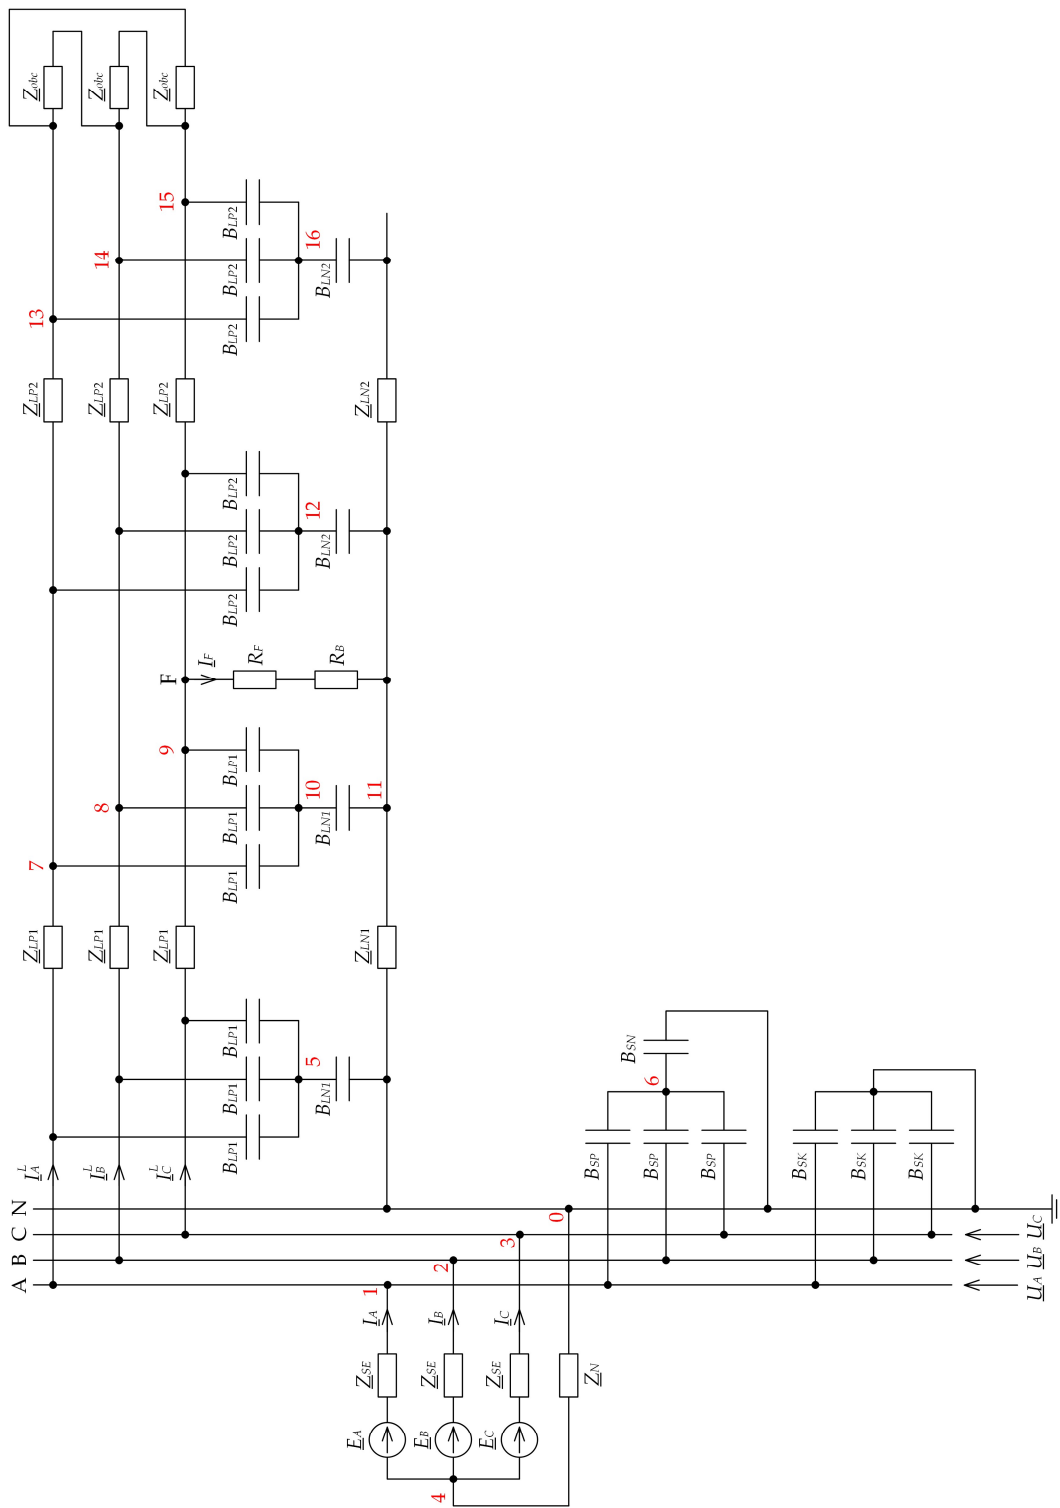 Z_obc
Z_obc
Z_obc
15
14
16
13
B_LP2
B_LP2
B_LP2
B_LN2
Z_LP2
Z_LP2
Z_LP2
Z_LN2
12
B_LP2
B_LP2
B_LP2
B_LN2
F
I_F
R_F
R_B
9
8
7
10
11
B_LP1
B_LP1
B_LP1
B_LN1
Z_LP1
Z_LP1
Z_LP1
Z_LN1
5
B_LP1
B_LP1
B_LP1
B_LN1
B_SN
6
I_A^L
I_B^L
I_C^L
B_SP
B_SP
B_SP
B_SK
B_SK
B_SK
A B C N
0
3
2
1
U_A
U_B
U_C
I_A
I_B
I_C
Z_SE
Z_SE
Z_SE
Z_N
E_A
E_B
E_C
4